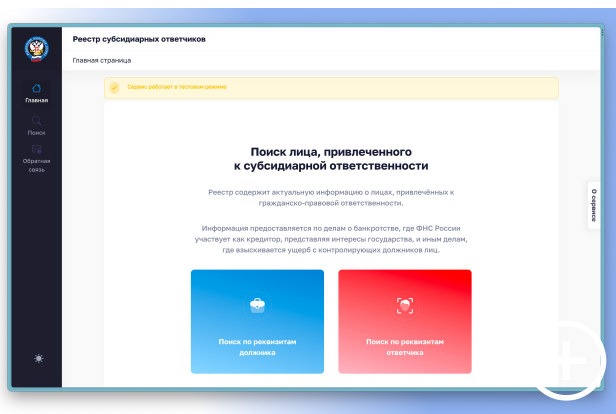 Реестр субсидиарных ответчиков
Главная страница
Сервис работает в тестовом режиме
Главная
Поиск
Обратная
связь
Поиск лица, привлеченного
к субсидиарной ответственности
Реестр содержит актуальную информацию о лицах, привлечённых к
гражданско-правовой ответственности.
Информация предоставляется по делам о банкротстве, где ФНС России
участвует как кредитор, представляя интересы государства, и иным делам,
где взыскивается ущерб с контролирующих должников лиц.
О сервисе
Поиск по реквизитам
должника
Поиск по реквизитам
ответчика